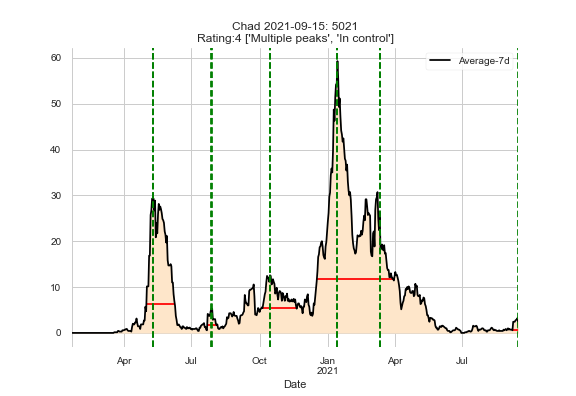 Chad 2021-09-15: 5021
Rating:4 ['Multiple peaks', 'In control']
Average-7d
60
50
40
30
20
10
0
Apr
Jul
Oct
Jan
2021
Apr
Jul
Date